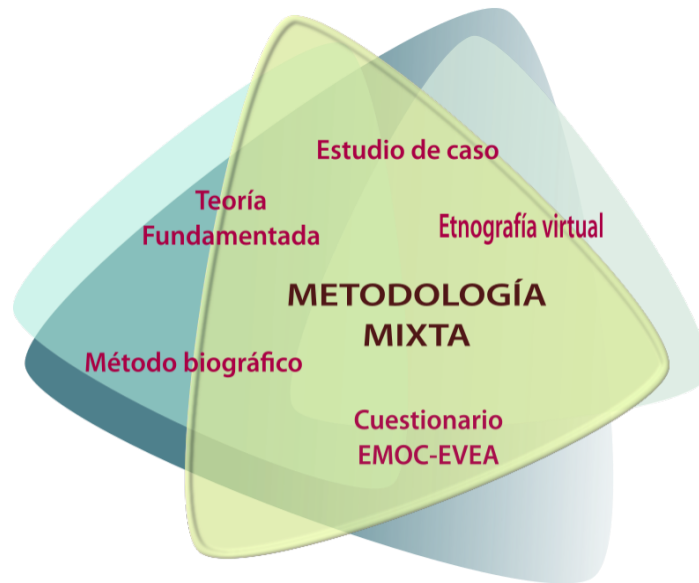 Estudio de caso
Teoría
Fundamentada
Etnografía virtual
METODOLOGÍA
MIXTA
Método biográfico
Cuestionario
EMOC-EVEA